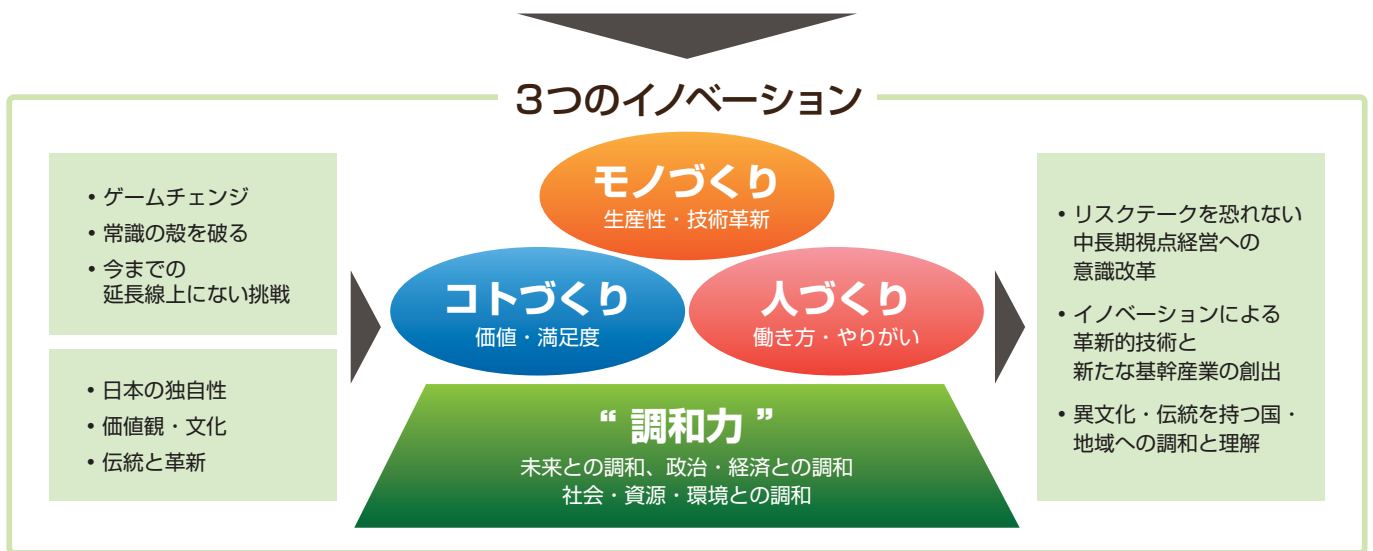 3つのイノベーション
• ゲームチェンジ
• 常識の殻を破る
• 今までの
延長線上にない挑戦
• 日本の独自性
• 価値観・文化
• 伝統と革新
モノづくり
生産性・技術革新
コトづくり
価値・満足度
人づくり
働き方・やりがい
“ 調和力 ”
未来との調和、政治・経済との調和
社会・資源・環境との調和
• リスクテークを恐れない
中長期視点経営への
意識改革
• イノベーションによる
革新的技術と
新たな基幹産業の創出
• 異文化・伝統を持つ国・
地域への調和と理解